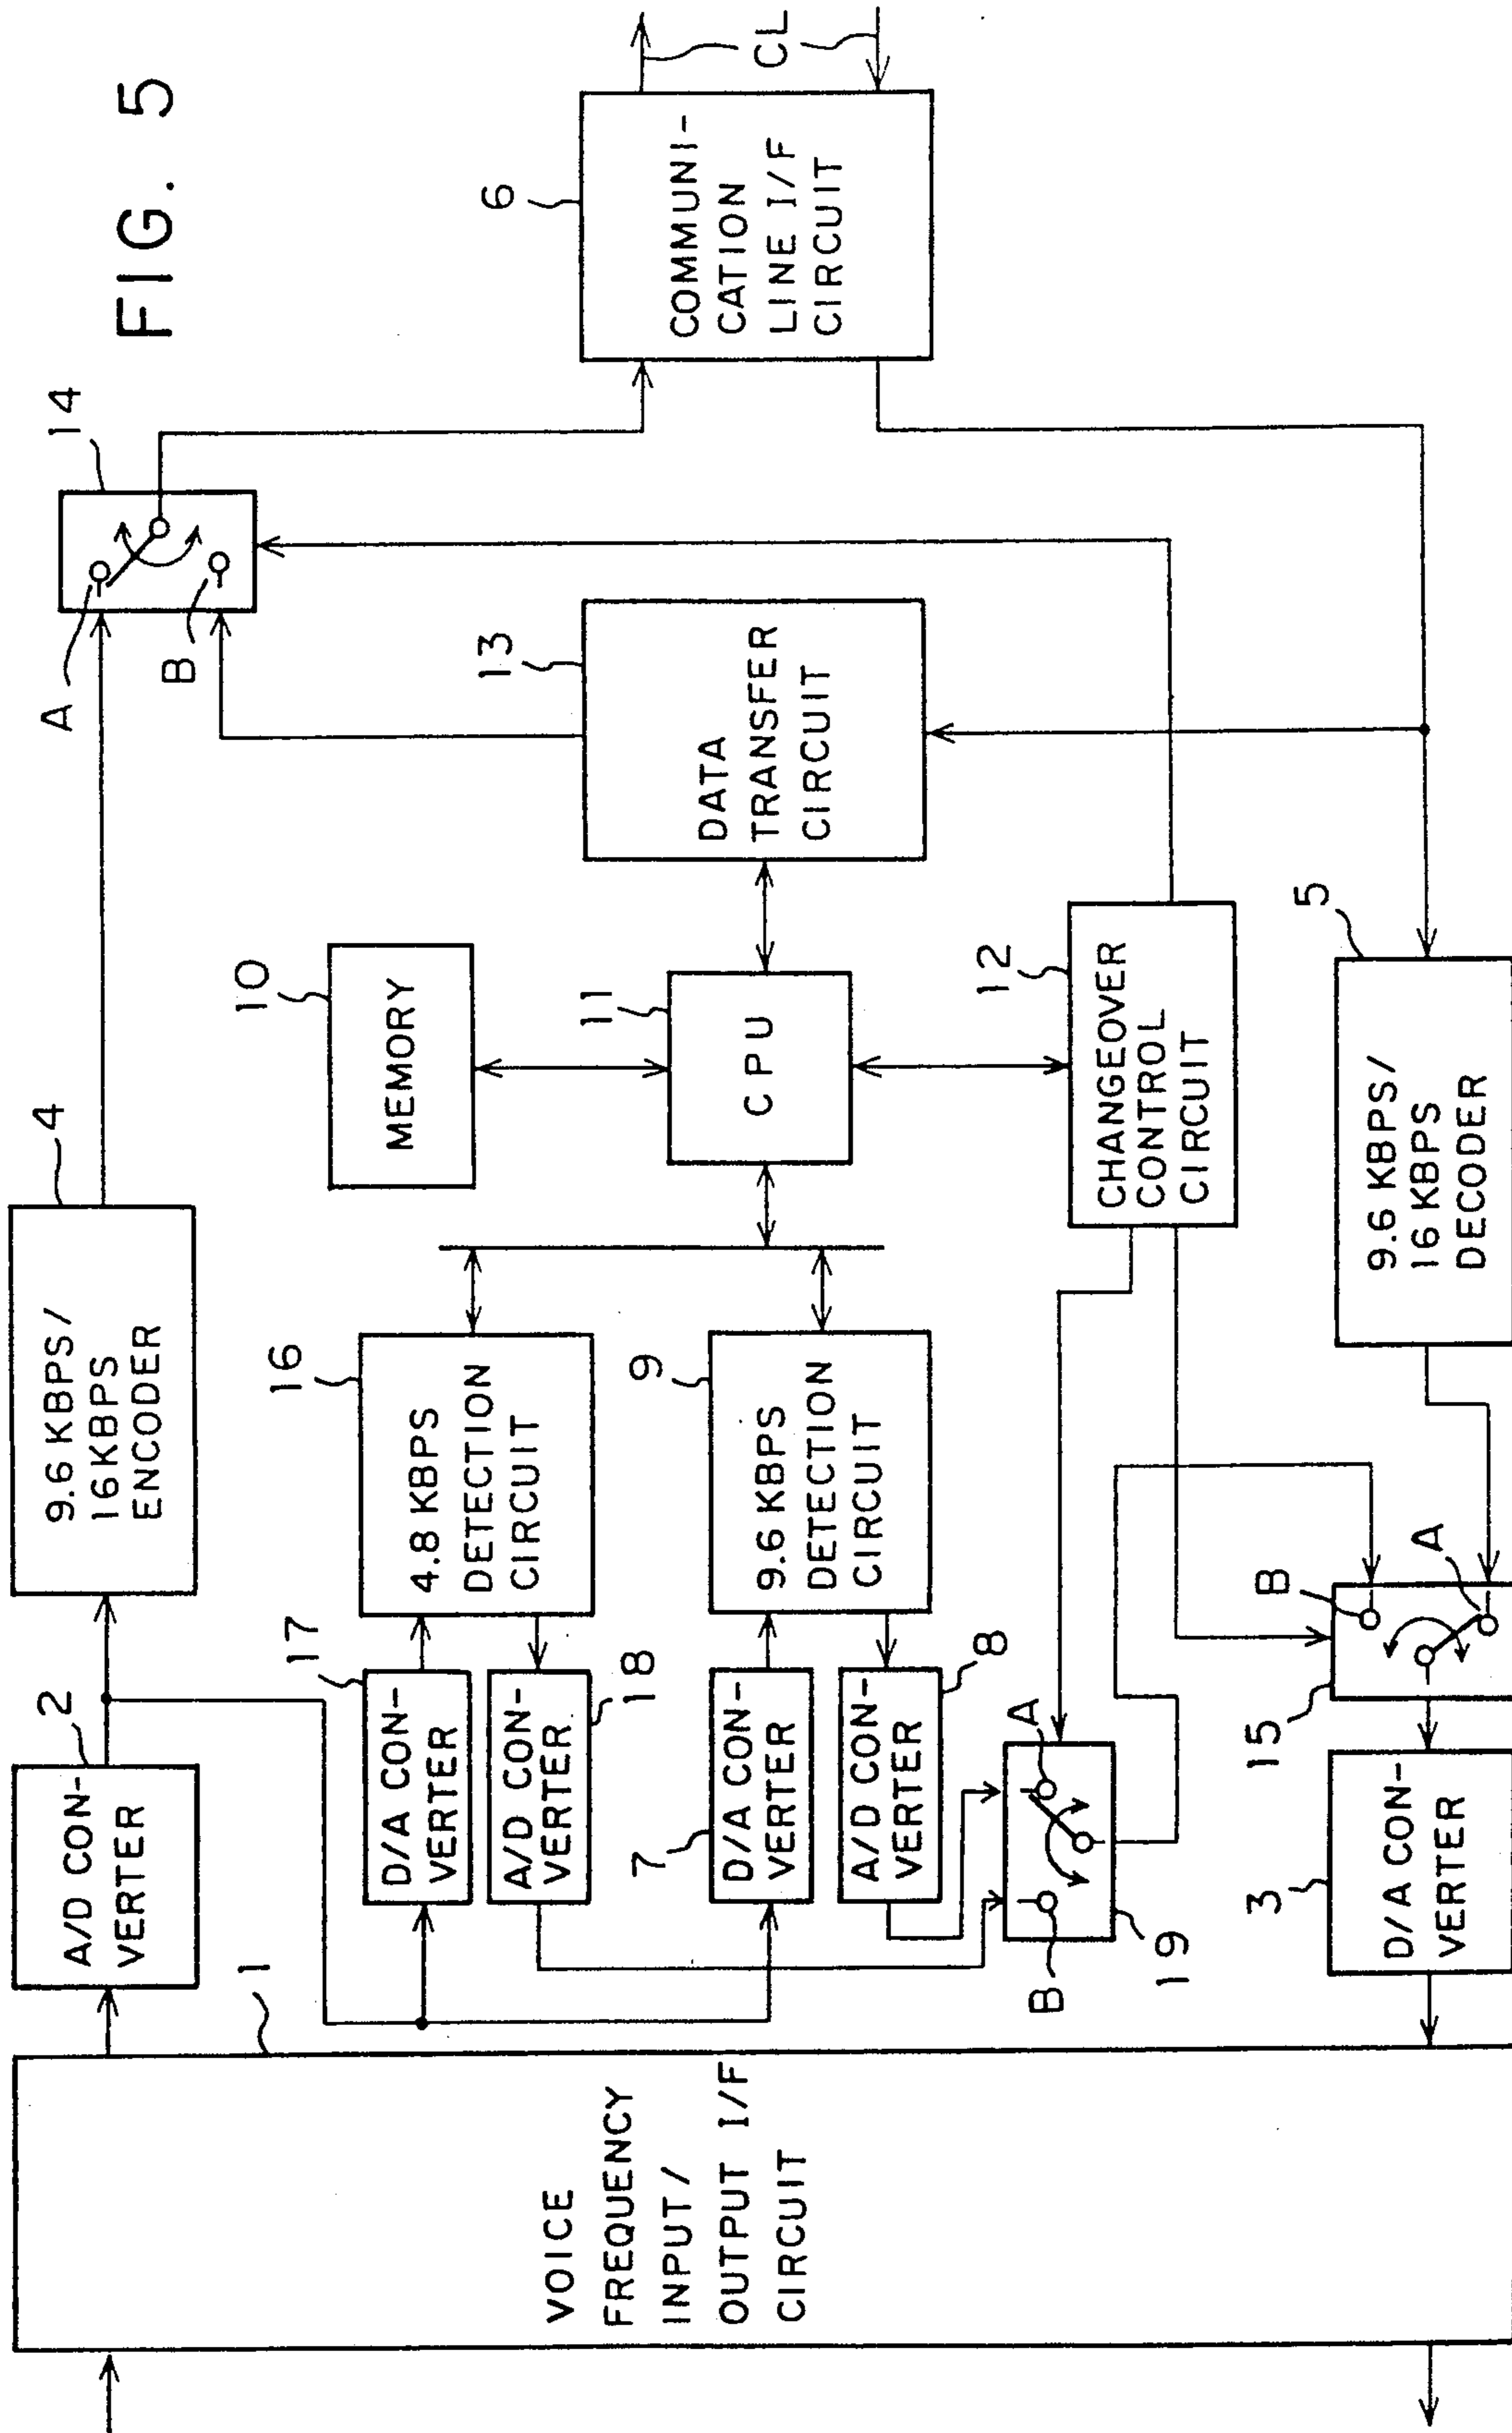 FIG. 5
VOICE
FREQUENCY
INPUT/
OUTPUT I/F
CIRCUIT
1
A/D CON-
VERTER
2
9.6 KBPS/
16KBPS
ENCODER
4
A
B
14
D/A CON-
VERTER
17
A/D CON-
VERTER
18
4.8 KBPS
DETECTION
CIRCUIT
16
D/A CON-
VERTER
7
A/D CON-
VERTER
8
9.6 KBPS
DETECTION
CIRCUIT
9
MEMORY
10
CPU
11
CHANGEOVER
CONTROL
CIRCUIT
12
DATA
TRANSFER
CIRCUIT
13
COMMUNI-
CATION
LINE I/F
CIRCUIT
6
CL
A
B
19
B
A
15
D/A CON-
VERTER
3
9.6 KBPS/
16 KBPS
DECODER
5